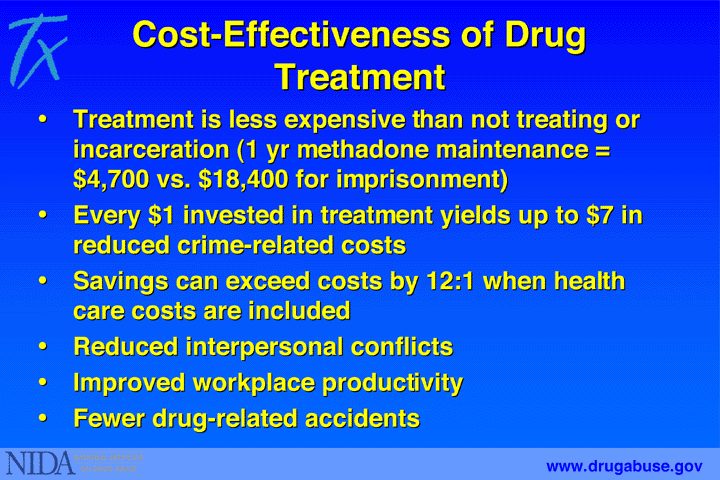 Tx
Cost-Effectiveness of Drug
Treatment
• Treatment is less expensive than not treating or
incarceration (1 yr methadone maintenance =
$4,700 vs. $18,400 for imprisonment)
• Every $1 invested in treatment yields up to $7 in
reduced crime-related costs
• Savings can exceed costs by 12:1 when health
care costs are included
• Reduced interpersonal conflicts
• Improved workplace productivity
• Fewer drug-related accidents
NIDA
www.drugabuse.gov